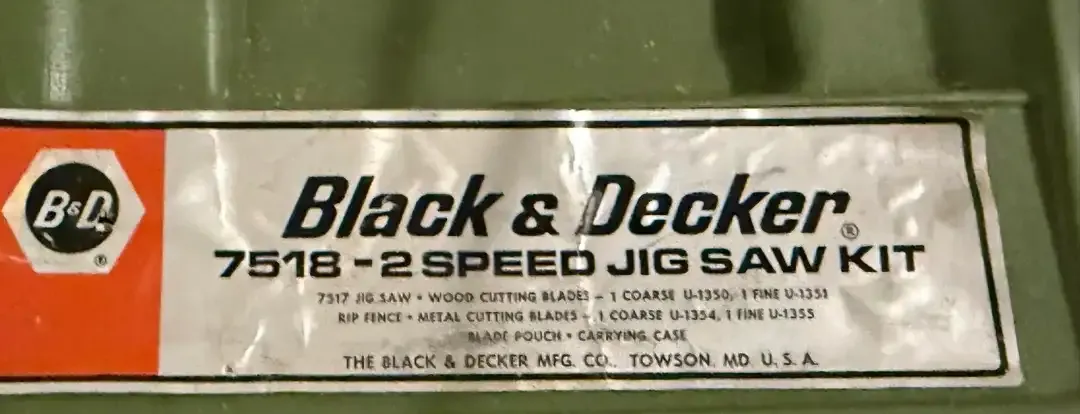 B&D
®
Black & Decker®
7518 - 2 SPEED JIG SAW KIT
7517 JIG SAW • WOOD CUTTING BLADES – 1 COARSE U-1350, 1 FINE U-1351
RIP FENCE • METAL CUTTING BLADES – 1 COARSE U-1354, 1 FINE U-1355
BLADE POUCH • CARRYING CASE
THE BLACK & DECKER MFG. CO., TOWSON, MD. U.S.A.